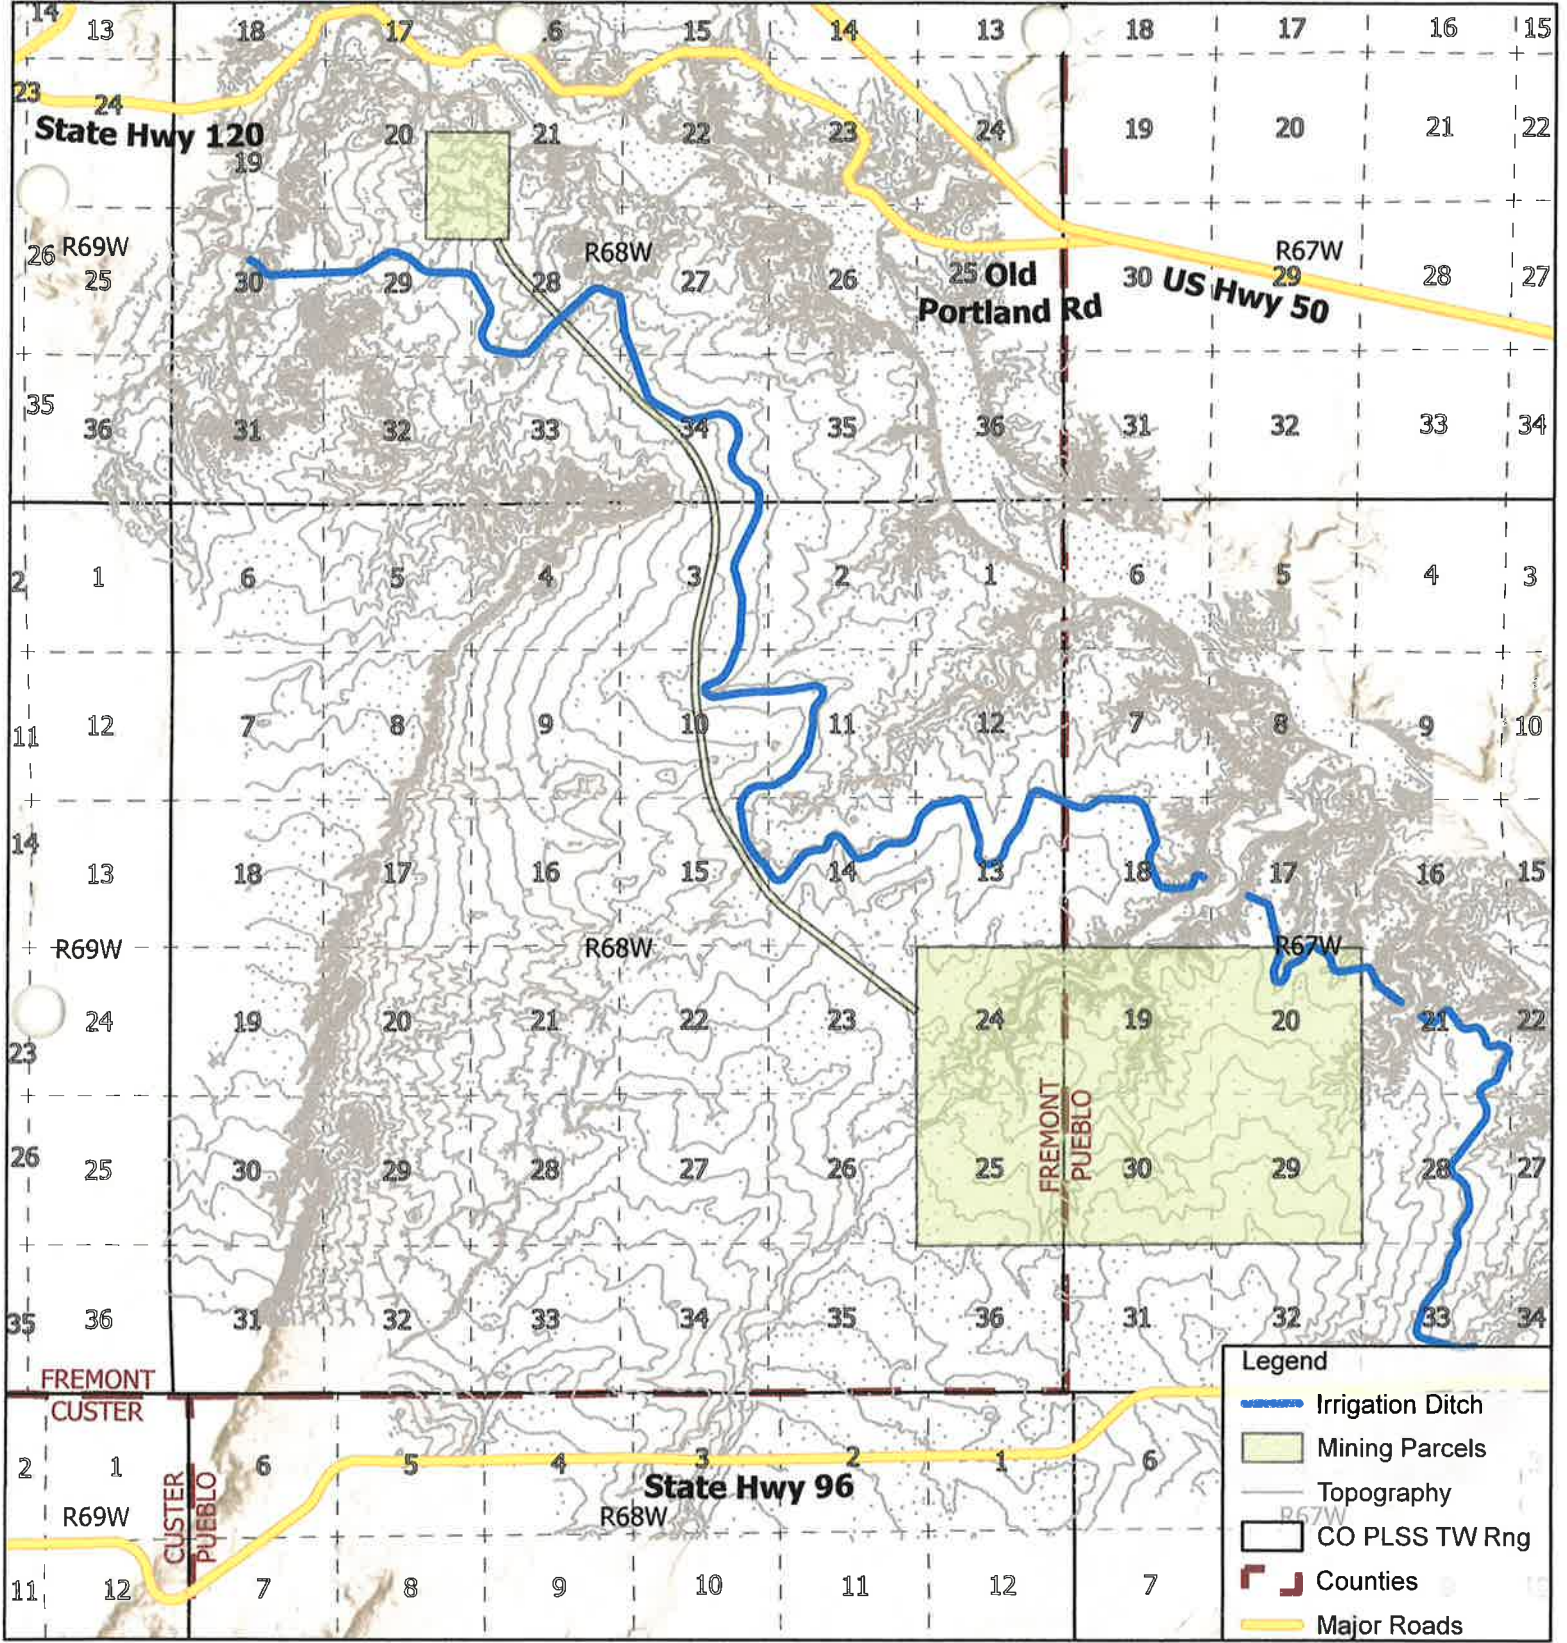 14 13 18 17 6 15 14 13 18 17 16 15
23 24 20 21 22 23 24 19 20 21 22
State Hwy 120
19
26 R69W R68W R67W
25 30 29 28 27 26 25 Old 30 US Hwy 50 29 28 27
Portland Rd
35 36 31 32 33 34 35 36 31 32 33 34
2 1 6 5 4 3 2 1 6 5 4 3
11 12 7 8 9 10 11 12 7 8 9 10
14 13 18 17 16 15 14 13 18 17 16 15
R69W R68W R67W
23 24 19 20 21 22 23 24 19 20 21 22
FREMONT
PUEBLO
26 25 30 29 28 27 26 25 30 29 28 27
35 36 31 32 33 34 35 36 31 32 33 34
FREMONT
CUSTER
2 1 6 5 4 3 2 1 6
State Hwy 96
R69W R68W R67W
CUSTER
PUEBLO
11 12 7 8 9 10 11 12 7
Legend
Irrigation Ditch
Mining Parcels
Topography
CO PLSS TW Rng
Counties
Major Roads